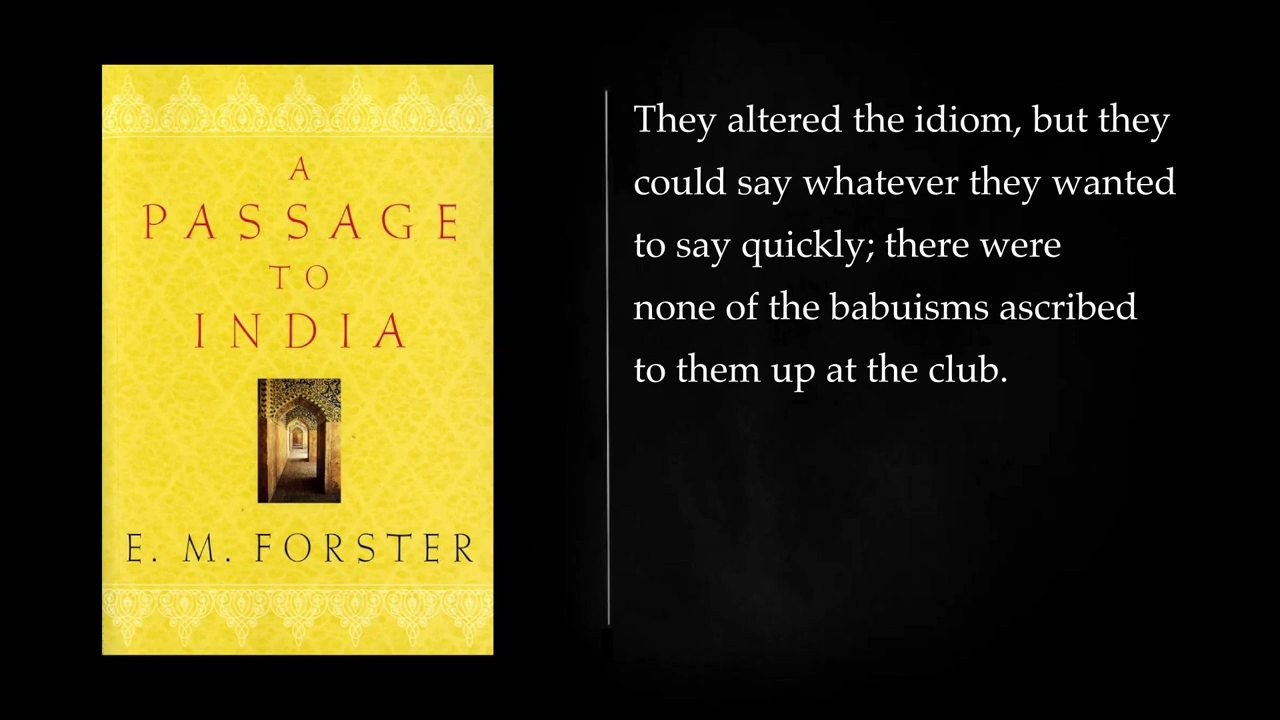 A
PASSAGE
TO
INDIA
E. M. FORSTER
They altered the idiom, but they
could say whatever they wanted
to say quickly; there were
none of the babuisms ascribed
to them up at the club.